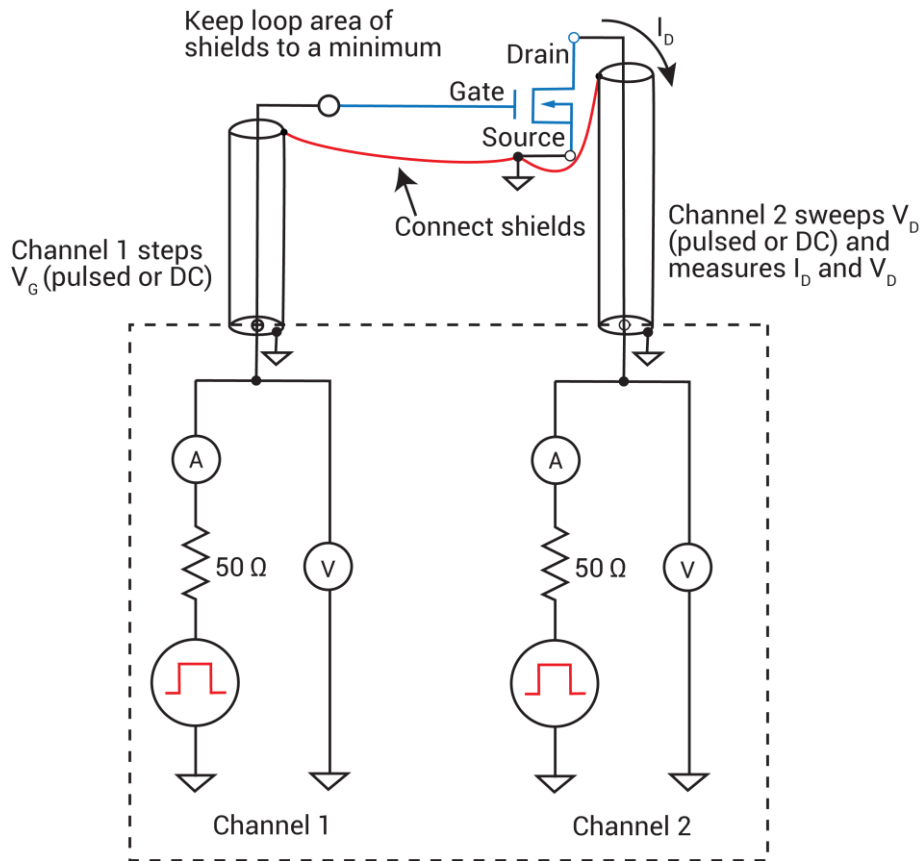 Keep loop area of
shields to a minimum
I_D
Drain
Gate
Source
Connect shields
Channel 1 steps
V_G (pulsed or DC)
Channel 2 sweeps V_D
(pulsed or DC) and
measures I_D and V_D
A
50 Ω
V
A
50 Ω
V
Channel 1
Channel 2